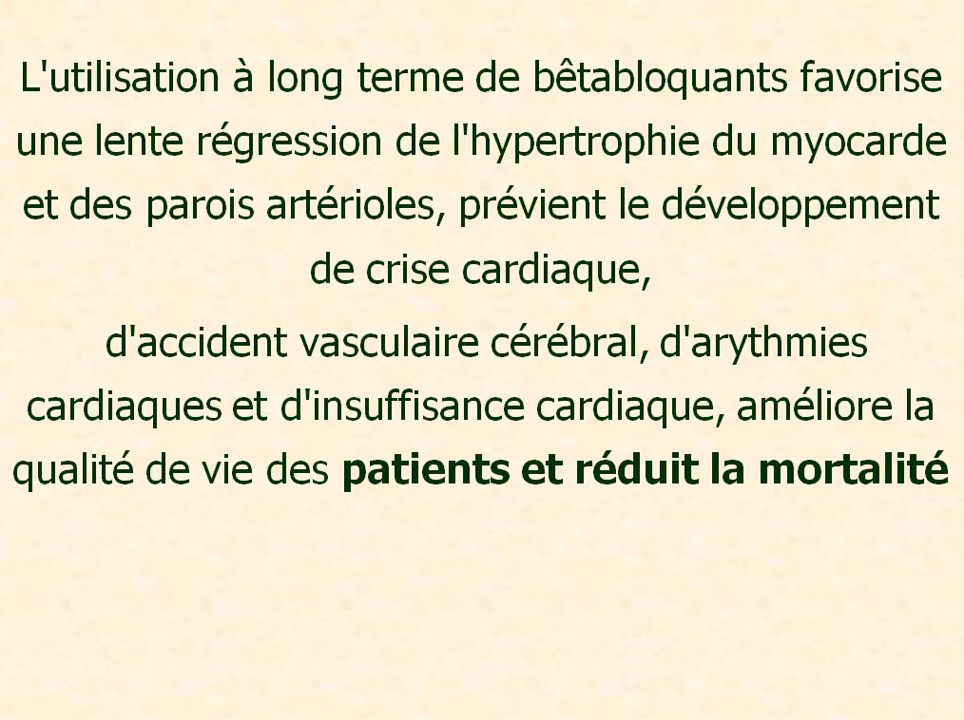 L'utilisation à long terme de bêtabloquants favorise
une lente régression de l'hypertrophie du myocarde
et des parois artérioles, prévient le développement
de crise cardiaque,
d'accident vasculaire cérébral, d'arythmies
cardiaques et d'insuffisance cardiaque, améliore la
qualité de vie des patients et réduit la mortalité